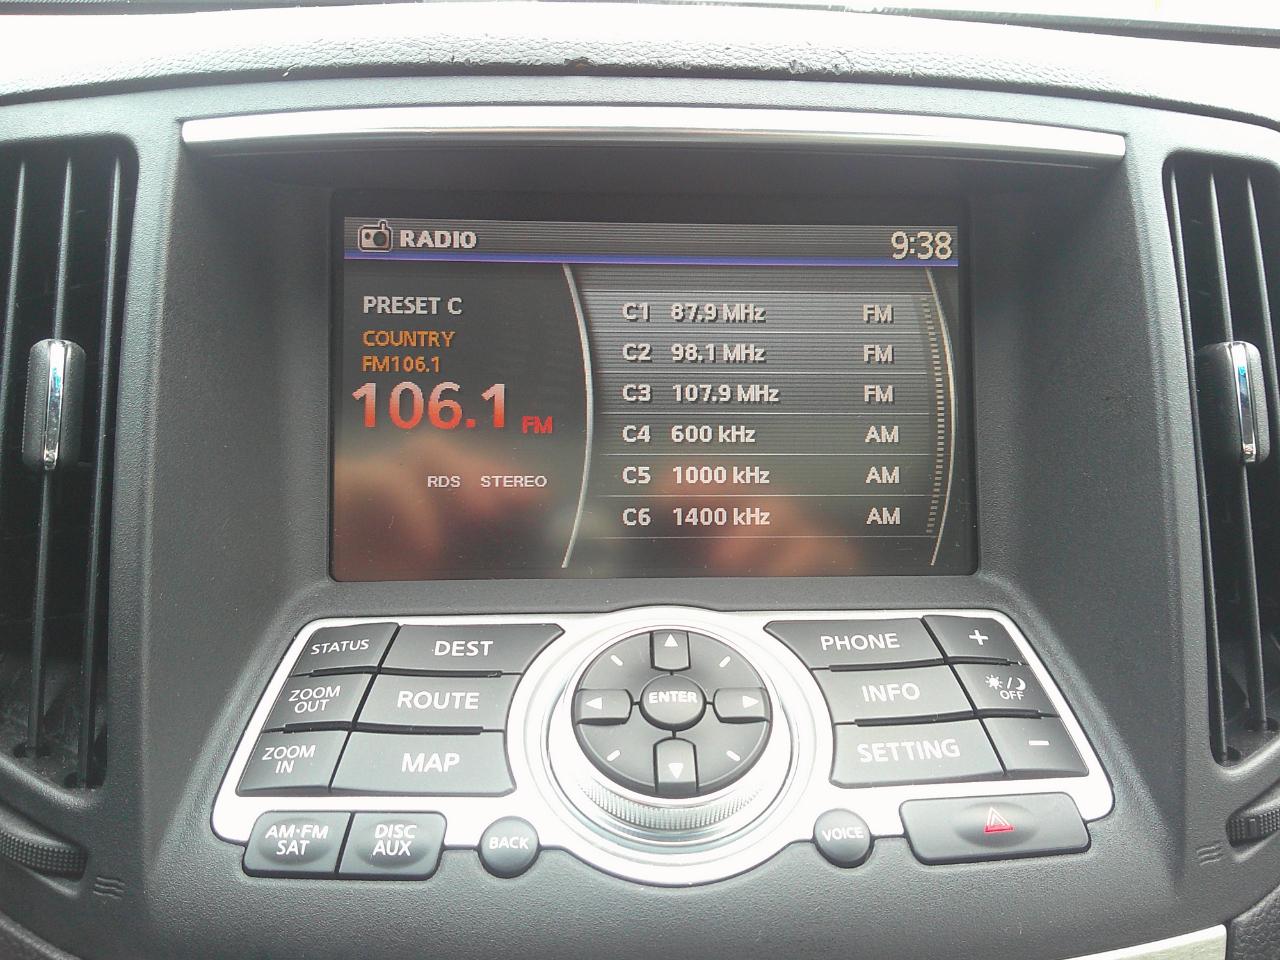 RADIO
9:38
PRESET C
COUNTRY
FM106.1
106.1 FM
RDS STEREO
C1 87.9 MHz FM
C2 98.1 MHz FM
C3 107.9 MHz FM
C4 600 kHz AM
C5 1000 kHz AM
C6 1400 kHz AM
STATUS
DEST
ZOOM
OUT
ROUTE
ZOOM
IN
MAP
ENTER
PHONE
+
INFO
OFF
SETTING
-
AM·FM
SAT
DISC
AUX
BACK
VOICE